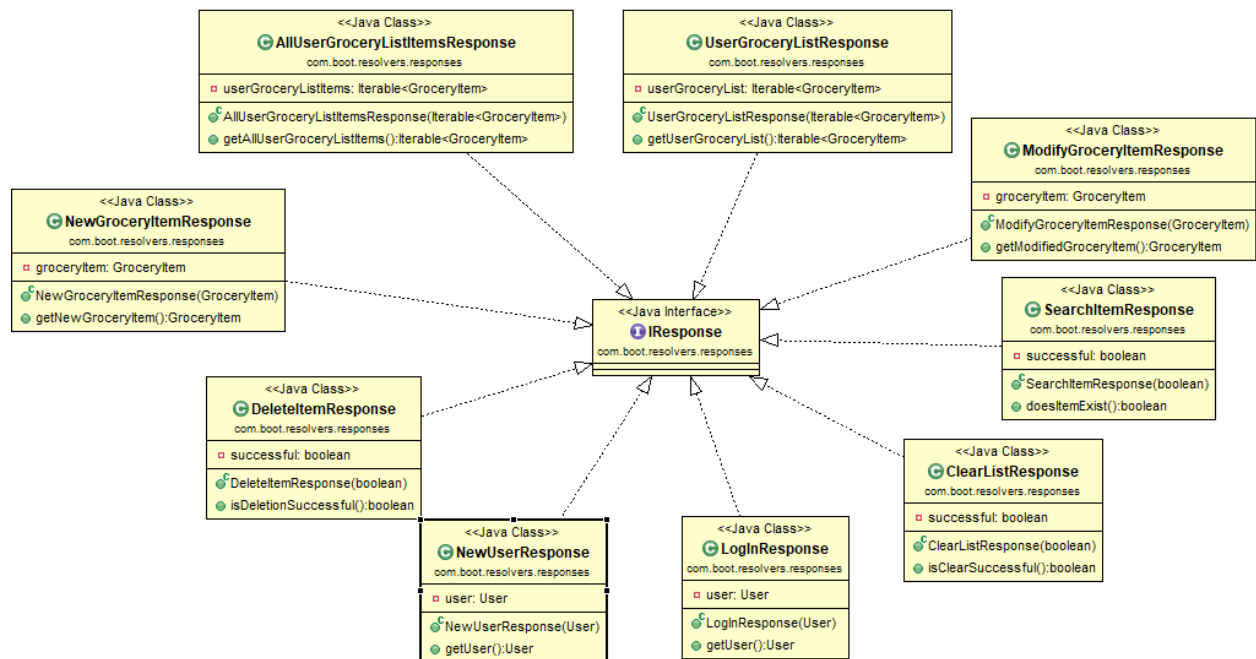 <<Java Class>>
AllUserGroceryListItemsResponse
com.boot.resolvers.responses
userGroceryListItems: Iterable<GroceryItem>
AllUserGroceryListItemsResponse(Iterable<GroceryItem>)
getAllUserGroceryListItems():Iterable<GroceryItem>
<<Java Class>>
UserGroceryListResponse
com.boot.resolvers.responses
userGroceryList: Iterable<GroceryItem>
UserGroceryListResponse(Iterable<GroceryItem>)
getUserGroceryList():Iterable<GroceryItem>
<<Java Class>>
ModifyGroceryItemResponse
com.boot.resolvers.responses
groceryItem: GroceryItem
ModifyGroceryItemResponse(GroceryItem)
getModifiedGroceryItem():GroceryItem
<<Java Class>>
NewGroceryItemResponse
com.boot.resolvers.responses
groceryItem: GroceryItem
NewGroceryItemResponse(GroceryItem)
getNewGroceryItem():GroceryItem
<<Java Interface>>
IResponse
com.boot.resolvers.responses
<<Java Class>>
SearchItemResponse
com.boot.resolvers.responses
successful: boolean
SearchItemResponse(boolean)
doesItemExist():boolean
<<Java Class>>
DeleteItemResponse
com.boot.resolvers.responses
successful: boolean
DeleteItemResponse(boolean)
isDeletionSuccessful():boolean
<<Java Class>>
ClearListResponse
com.boot.resolvers.responses
successful: boolean
ClearListResponse(boolean)
isClearSuccessful():boolean
<<Java Class>>
NewUserResponse
com.boot.resolvers.responses
user: User
NewUserResponse(User)
getUser():User
<<Java Class>>
LogInResponse
com.boot.resolvers.responses
user: User
LogInResponse(User)
getUser():User